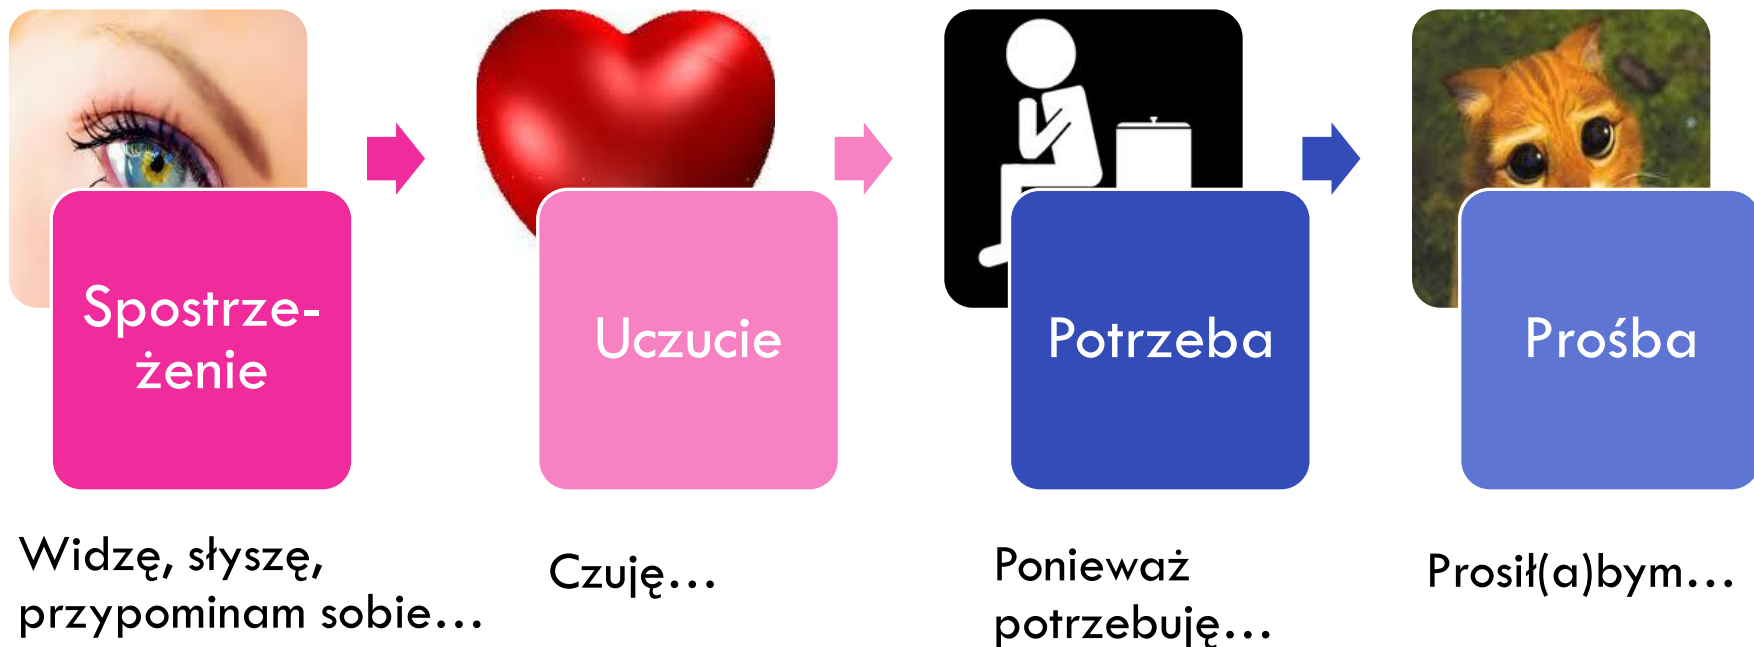 Spostrze-
żenie
Uczucie
Potrzeba
Prośba
Widzę, słyszę,
przypominam sobie...
Czuję...
Ponieważ
potrzebuję...
Prosił(a)bym...